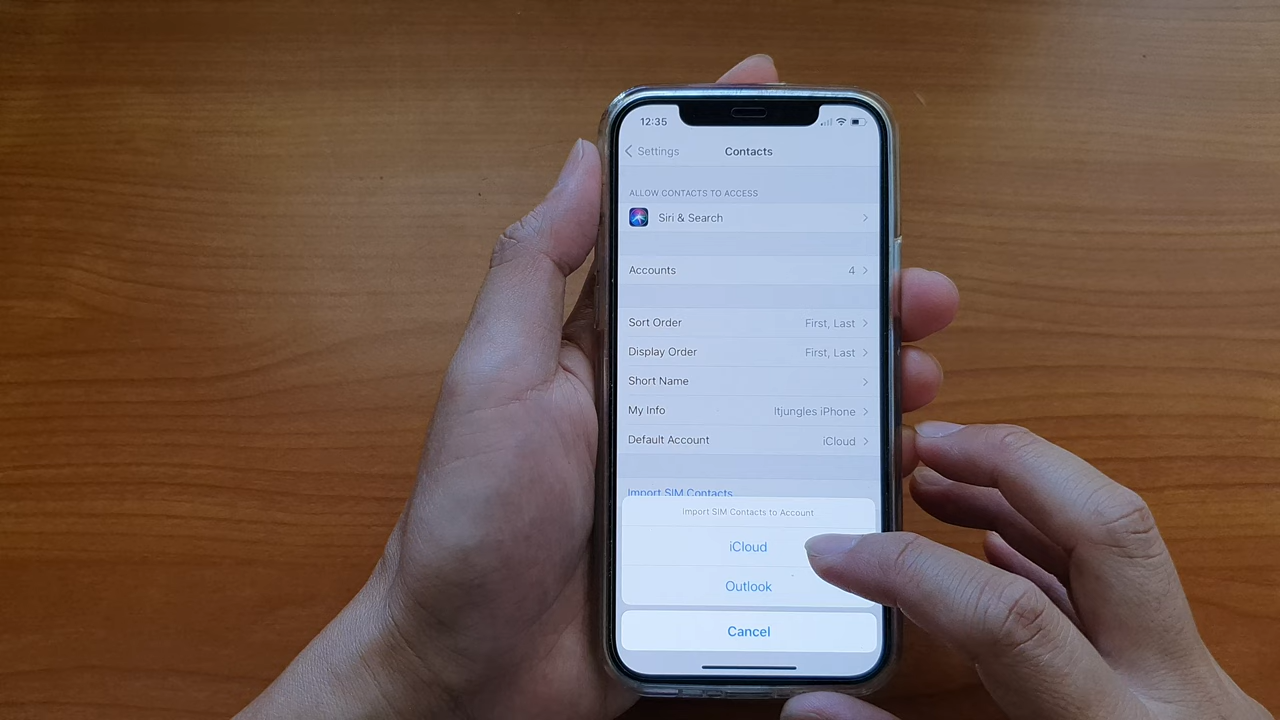 12:35
Settings Contacts
ALLOW CONTACTS TO ACCESS
Siri & Search
Accounts 4
Sort Order First, Last
Display Order First, Last
Short Name
My Info Itjungles iPhone
Default Account iCloud
Import SIM Contacts
Import SIM Contacts to Account
iCloud
Outlook
Cancel